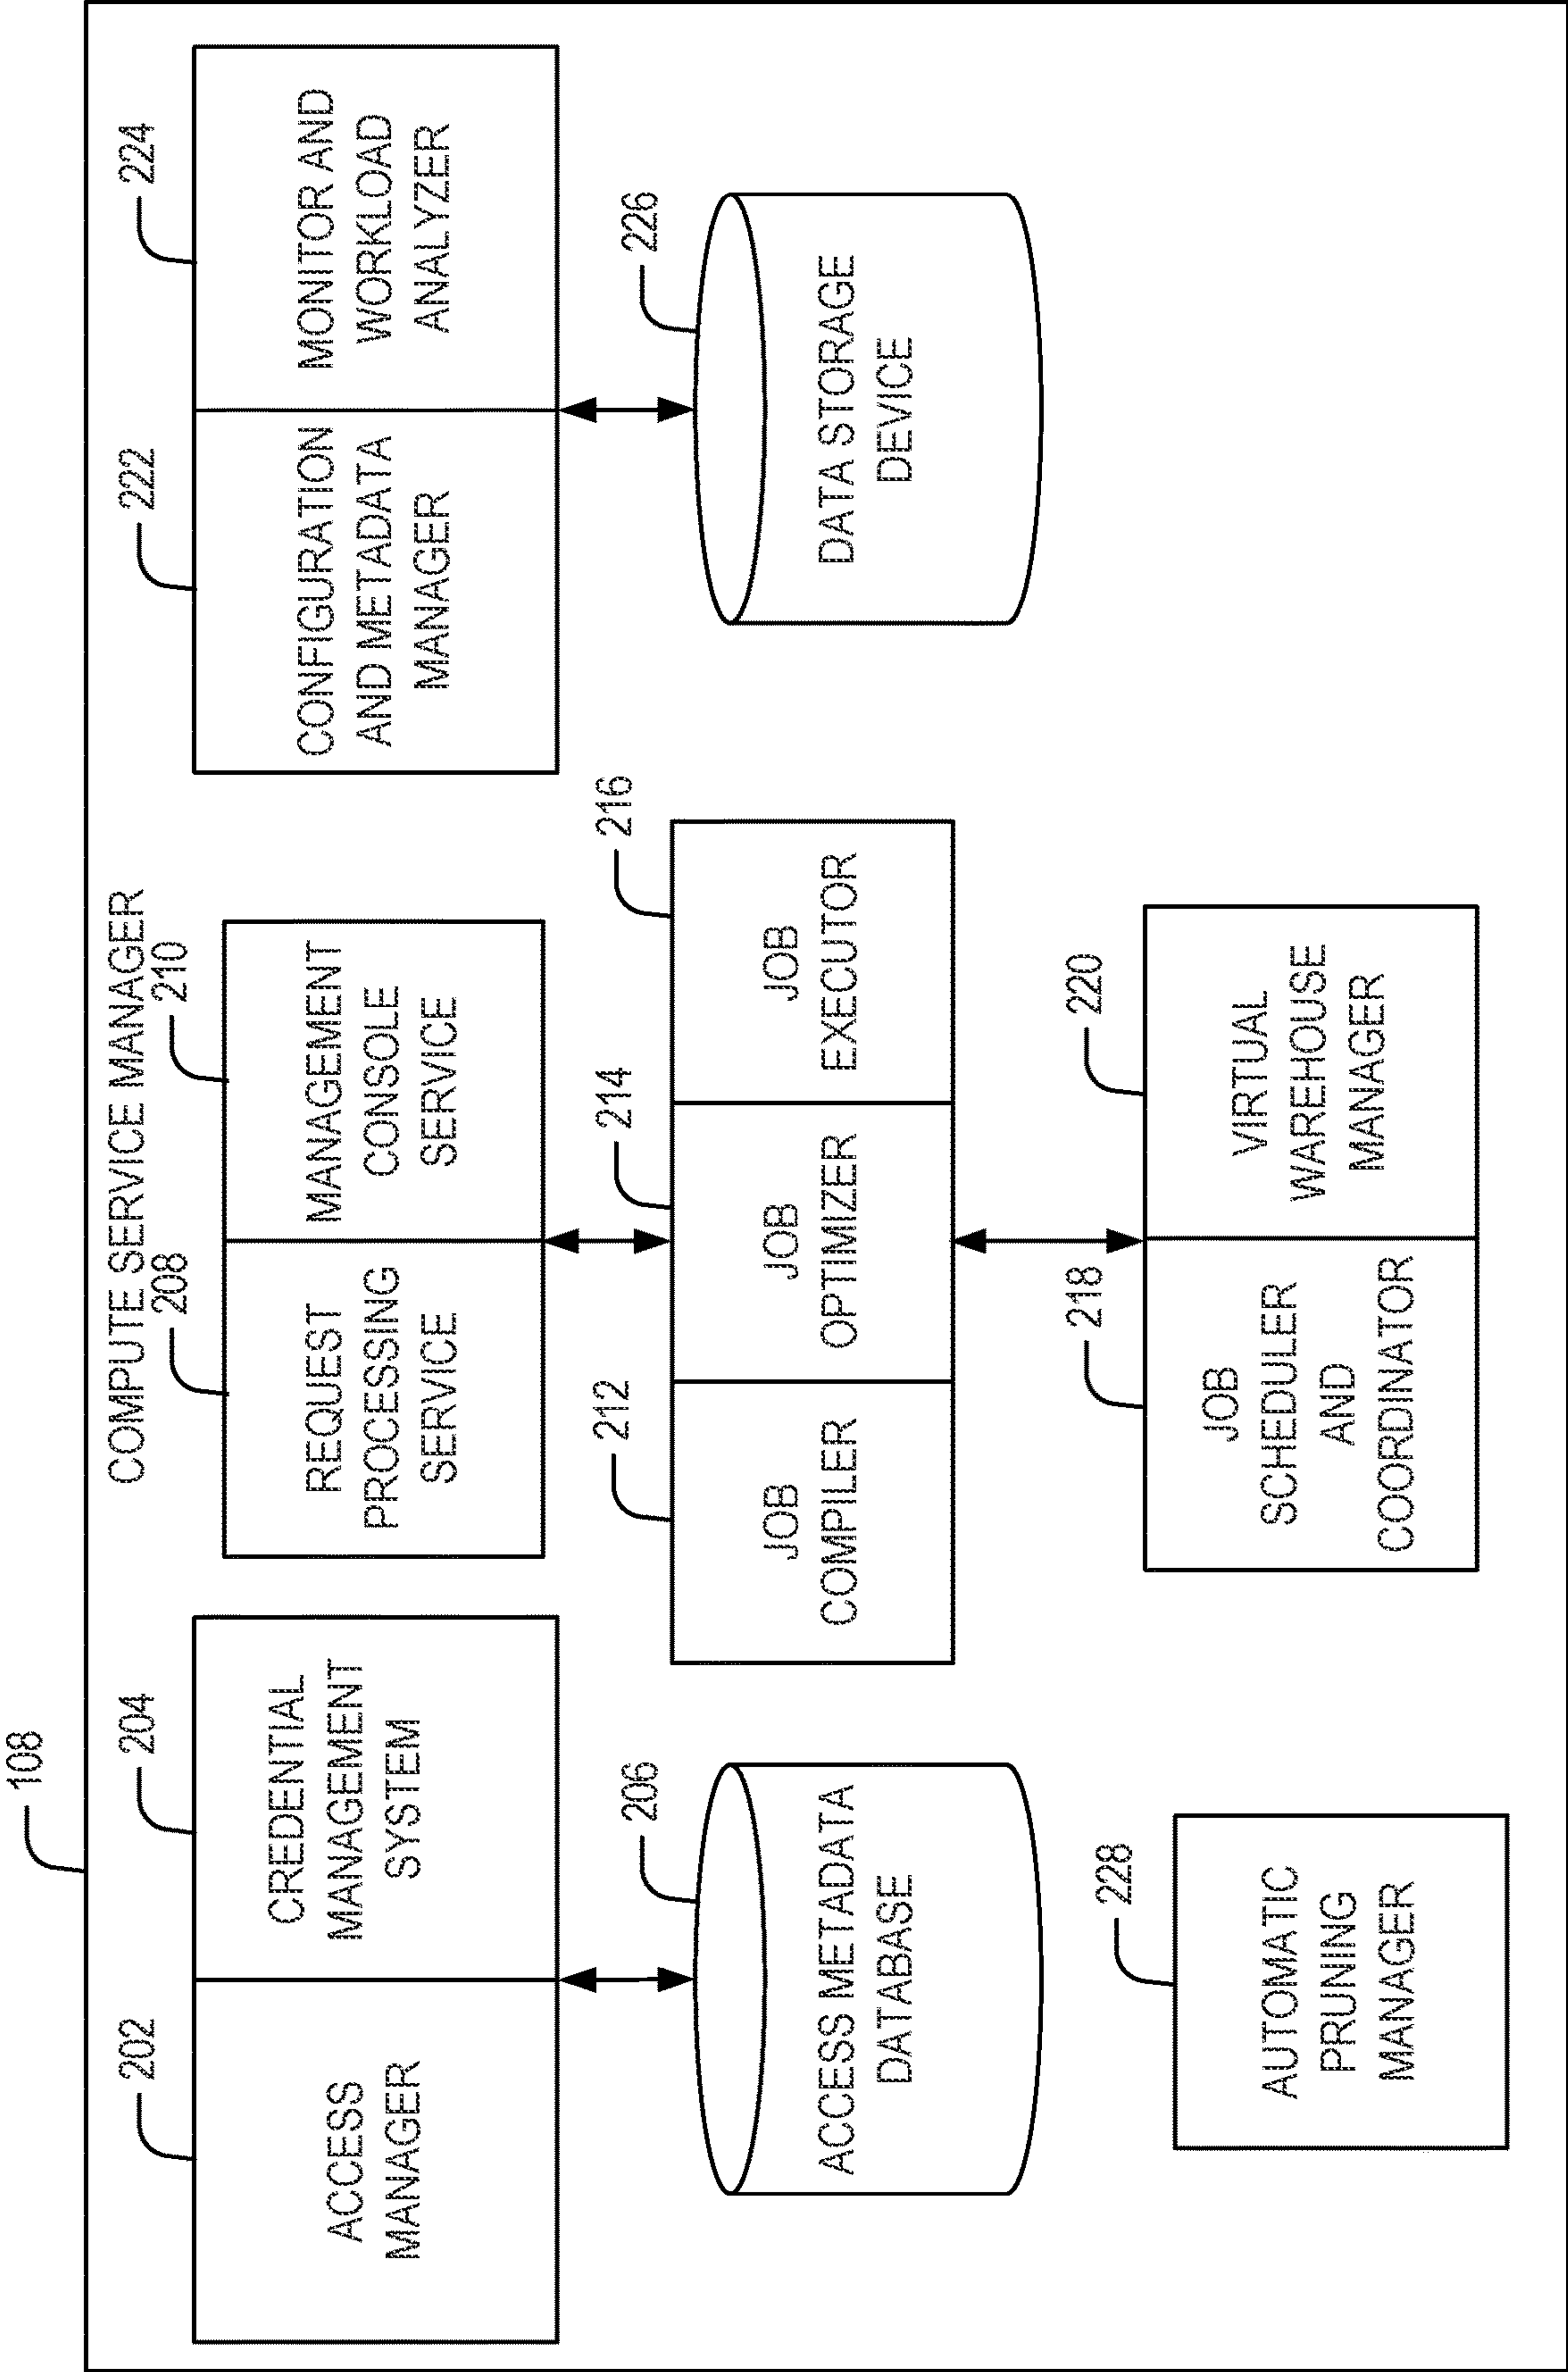 108
COMPUTE SERVICE MANAGER
202
204
ACCESS
MANAGER
CREDENTIAL
MANAGEMENT
SYSTEM
206
ACCESS METADATA
DATABASE
228
AUTOMATIC
PRUNING
MANAGER
208
210
REQUEST
PROCESSING
SERVICE
MANAGEMENT
CONSOLE
SERVICE
212
214
216
JOB
COMPILER
JOB
OPTIMIZER
JOB
EXECUTOR
218
220
JOB
SCHEDULER
AND
COORDINATOR
VIRTUAL
WAREHOUSE
MANAGER
222
224
CONFIGURATION
AND METADATA
MANAGER
MONITOR AND
WORKLOAD
ANALYZER
226
DATA STORAGE
DEVICE